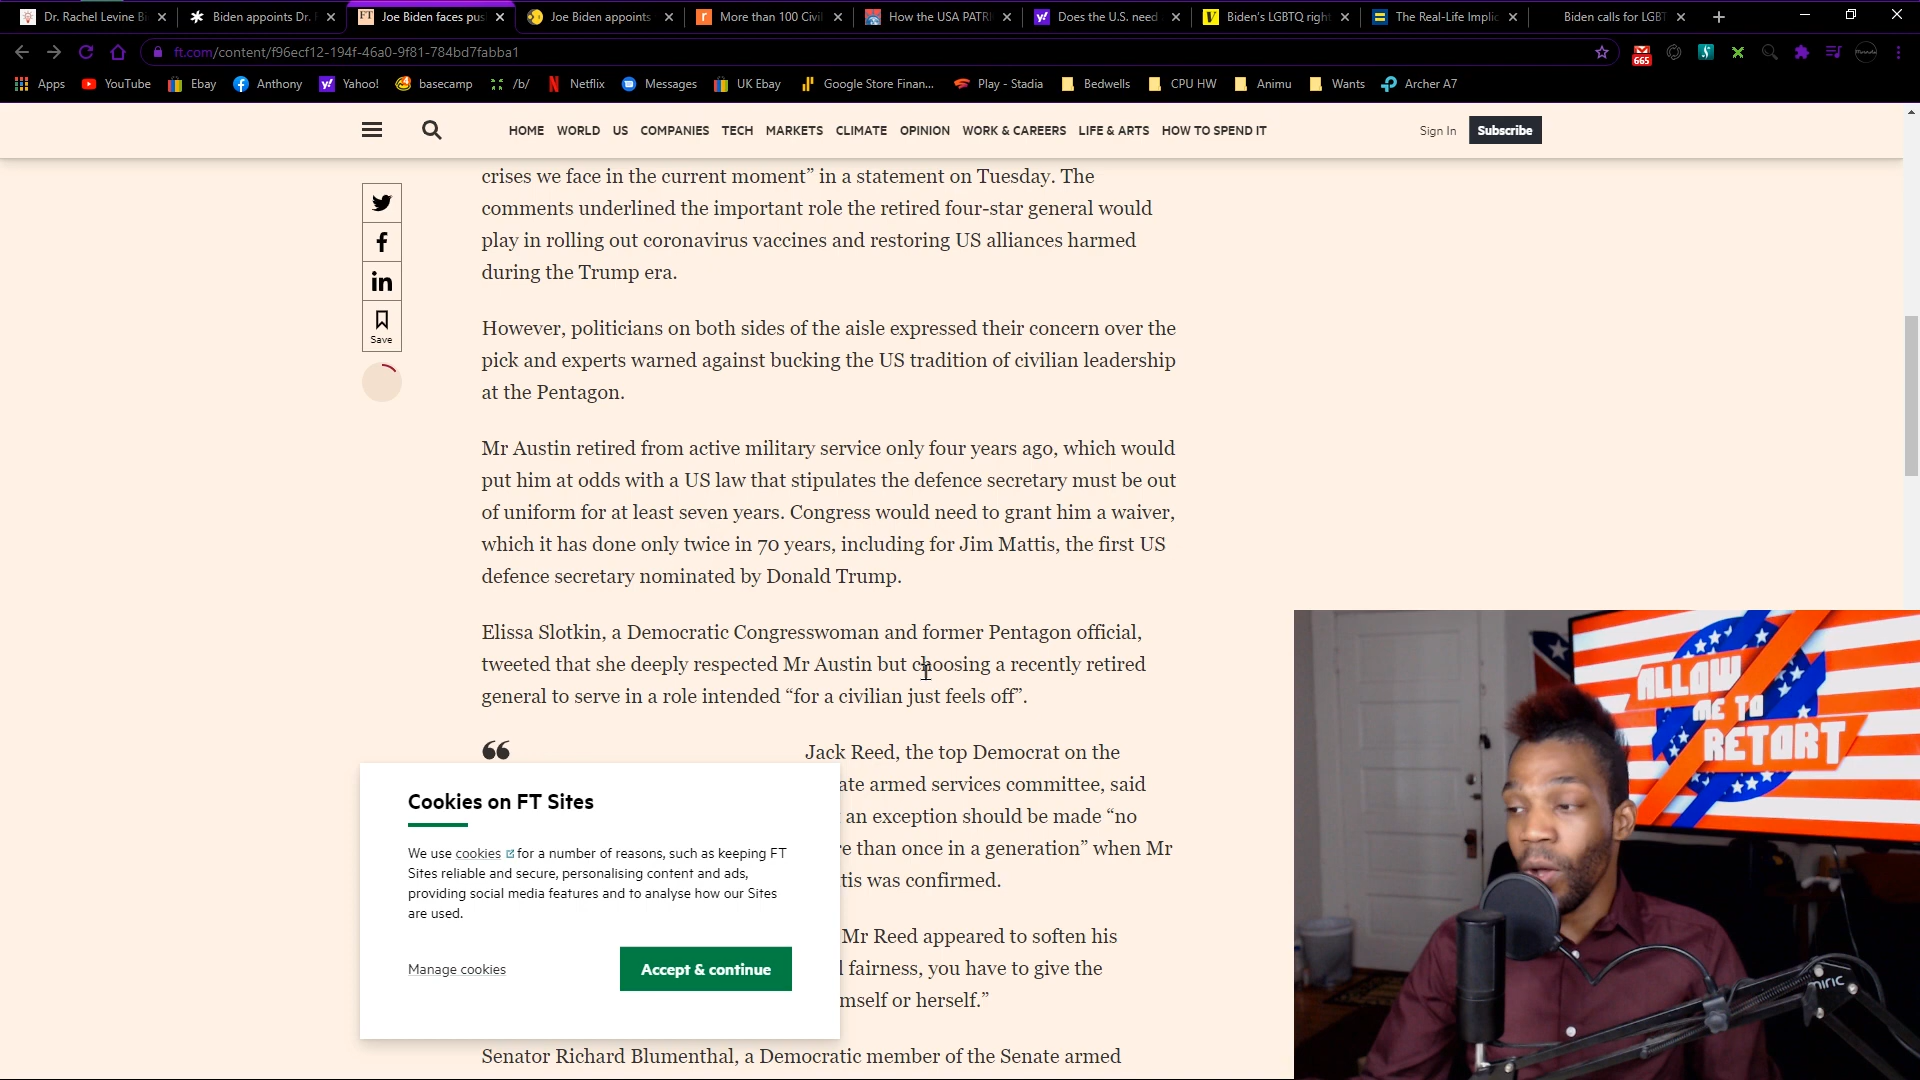 Dr. Rachel Levine Bi
Biden appoints Dr.
FT Joe Biden faces pus
Joe Biden appoints
More than 100 Civil
How the USA PATRI
Does the U.S. need
Biden's LGBTQ right
The Real-Life Implic
Biden calls for LGBT
ft.com/content/f96ecf12-194f-46a0-9f81-784bd7fabba1
665
Apps YouTube Ebay Anthony Yahoo! basecamp /b/ Netflix Messages UK Ebay Google Store Finan... Play - Stadia Bedwells CPU HW Animu Wants Archer A7
HOME WORLD US COMPANIES TECH MARKETS CLIMATE OPINION WORK & CAREERS LIFE & ARTS HOW TO SPEND IT
Sign In Subscribe
Save
crises we face in the current moment” in a statement on Tuesday. The
comments underlined the important role the retired four-star general would
play in rolling out coronavirus vaccines and restoring US alliances harmed
during the Trump era.
However, politicians on both sides of the aisle expressed their concern over the
pick and experts warned against bucking the US tradition of civilian leadership
at the Pentagon.
Mr Austin retired from active military service only four years ago, which would
put him at odds with a US law that stipulates the defence secretary must be out
of uniform for at least seven years. Congress would need to grant him a waiver,
which it has done only twice in 70 years, including for Jim Mattis, the first US
defence secretary nominated by Donald Trump.
Elissa Slotkin, a Democratic Congresswoman and former Pentagon official,
tweeted that she deeply respected Mr Austin but choosing a recently retired
general to serve in a role intended “for a civilian just feels off”.
“
Jack Reed, the top Democrat on the
ate armed services committee, said
an exception should be made “no
re than once in a generation” when Mr
tis was confirmed.
Mr Reed appeared to soften his
fairness, you have to give the
mself or herself.”
Senator Richard Blumenthal, a Democratic member of the Senate armed
Cookies on FT Sites
We use cookies for a number of reasons, such as keeping FT
Sites reliable and secure, personalising content and ads,
providing social media features and to analyse how our Sites
are used.
Manage cookies
Accept & continue
ALLOW
ME TO
RETORT